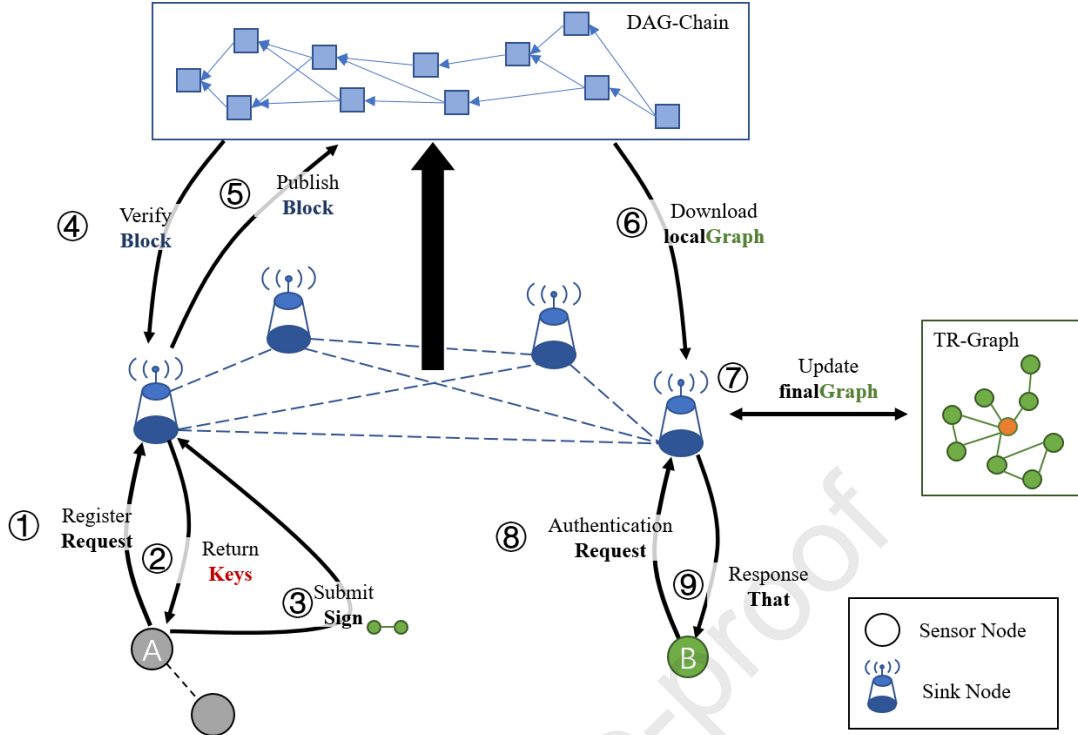 DAG-Chain
④
Verify
Block
⑤
Publish
Block
⑥
Download
localGraph
⑦
Update
finalGraph
TR-Graph
①
Register
Request
②
Return
Keys
③
Submit
Sign
⑧
Authentication
Request
⑨
Response
That
A
B
Sensor Node
Sink Node
-proof